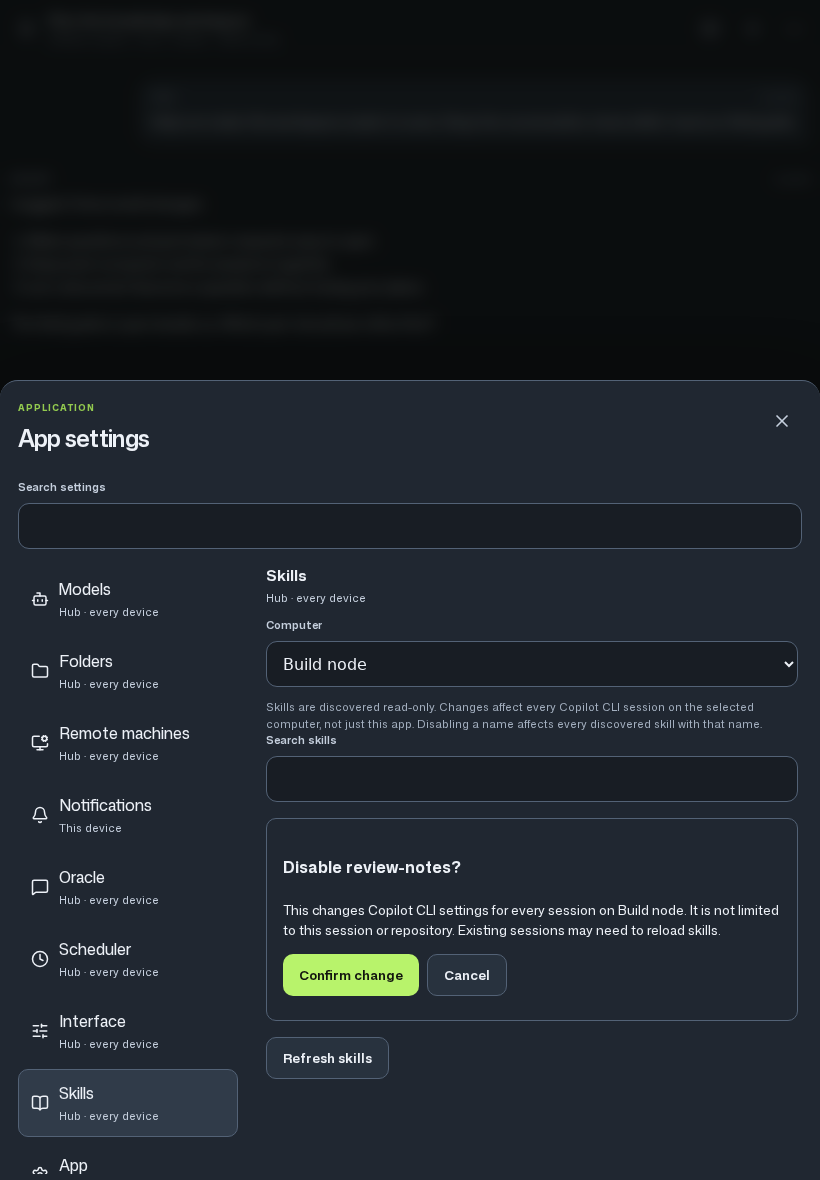 APPLICATION
App settings
Search settings
Models
Hub · every device
Folders
Hub · every device
Remote machines
Hub · every device
Notifications
This device
Oracle
Hub · every device
Scheduler
Hub · every device
Interface
Hub · every device
Skills
Hub · every device
App
Skills
Hub · every device
Computer
Build node
Skills are discovered read-only. Changes affect every Copilot CLI session on the selected
computer, not just this app. Disabling a name affects every discovered skill with that name.
Search skills
Disable review-notes?
This changes Copilot CLI settings for every session on Build node. It is not limited
to this session or repository. Existing sessions may need to reload skills.
Confirm change
Cancel
Refresh skills